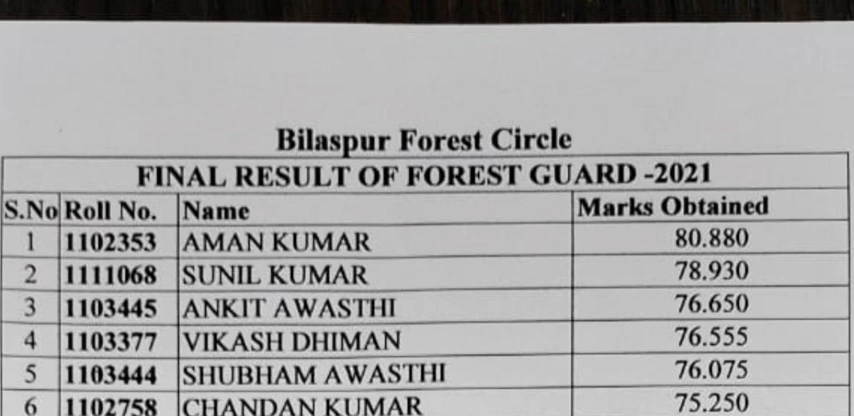 Bilaspur Forest Circle
FINAL RESULT OF FOREST GUARD -2021
S.No Roll No. Name Marks Obtained
1 1102353 AMAN KUMAR 80.880
2 1111068 SUNIL KUMAR 78.930
3 1103445 ANKIT AWASTHI 76.650
4 1103377 VIKASH DHIMAN 76.555
5 1103444 SHUBHAM AWASTHI 76.075
6 1102758 CHANDAN KUMAR 75.250